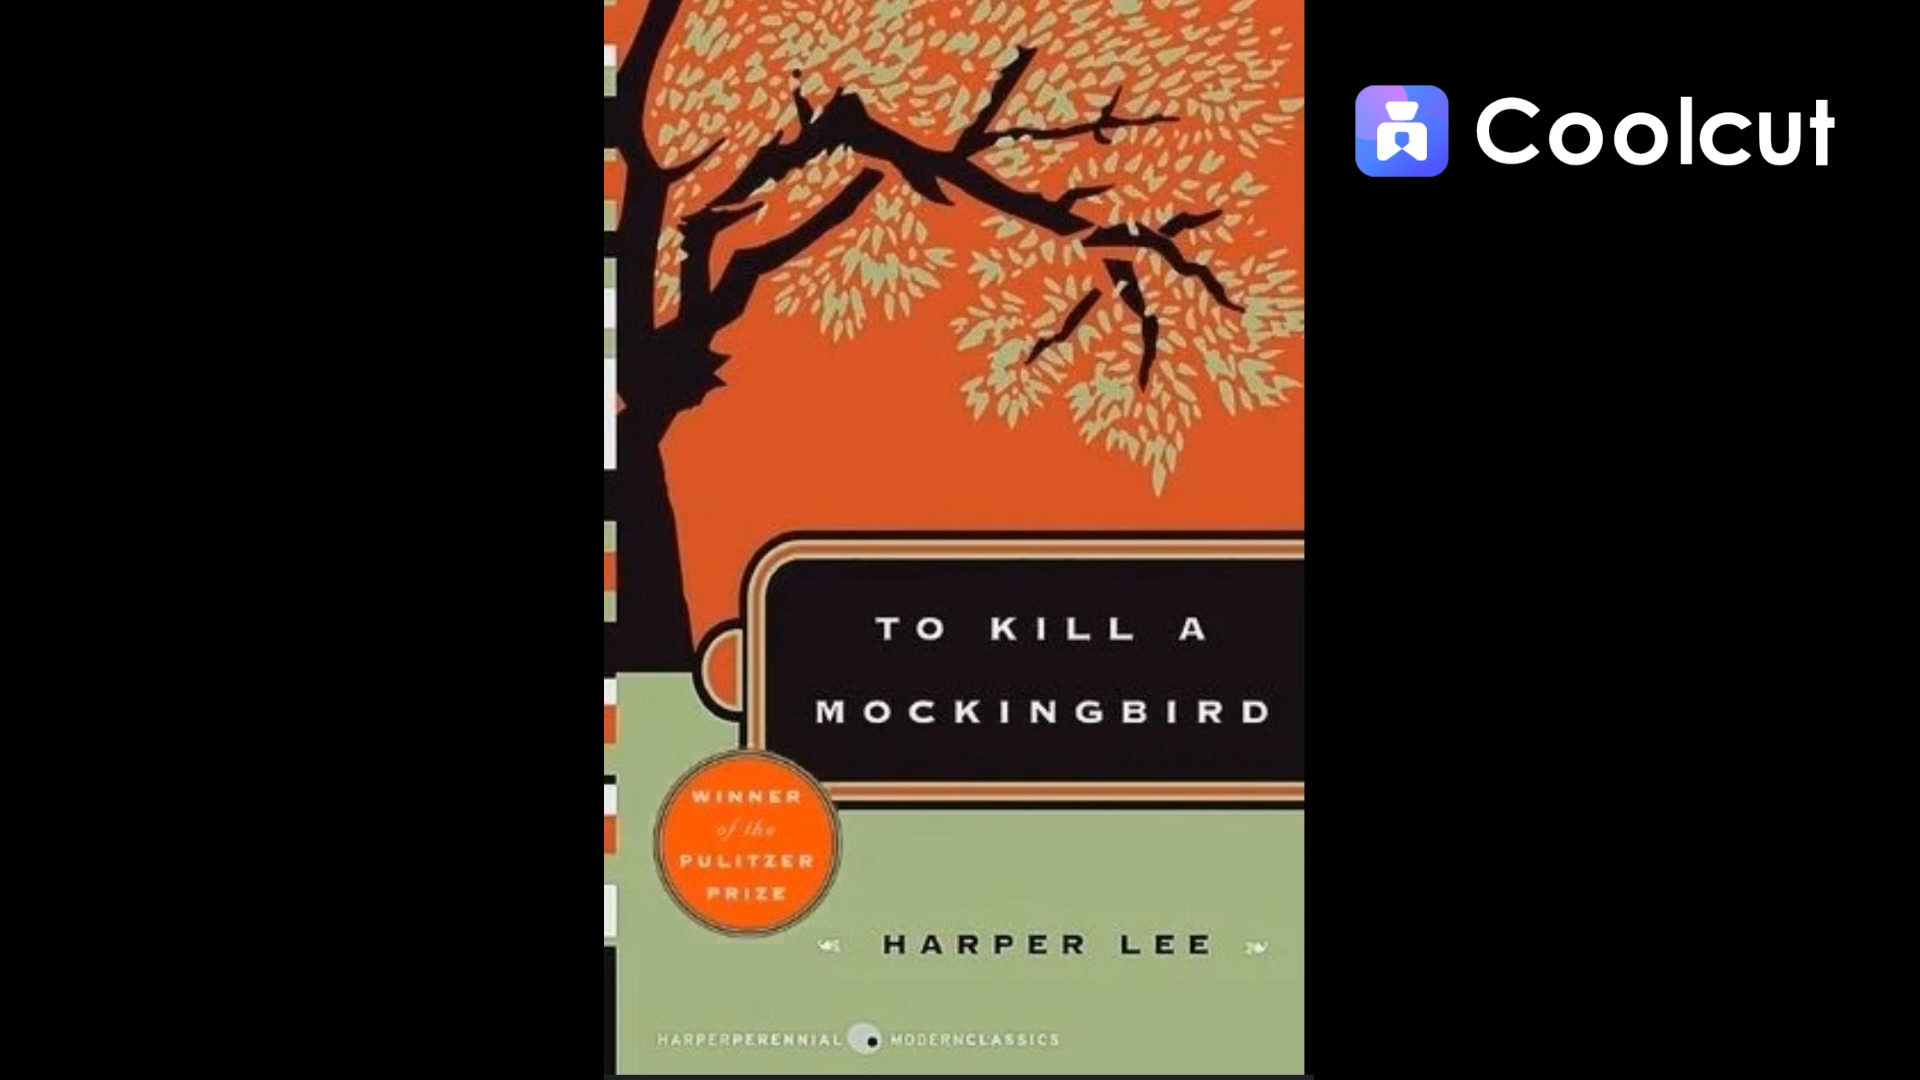 Coolcut
TO KILL A
MOCKINGBIRD
WINNER
of the
PULITZER
PRIZE
HARPER LEE
HARPERPERENNIAL MODERNCLASSICS